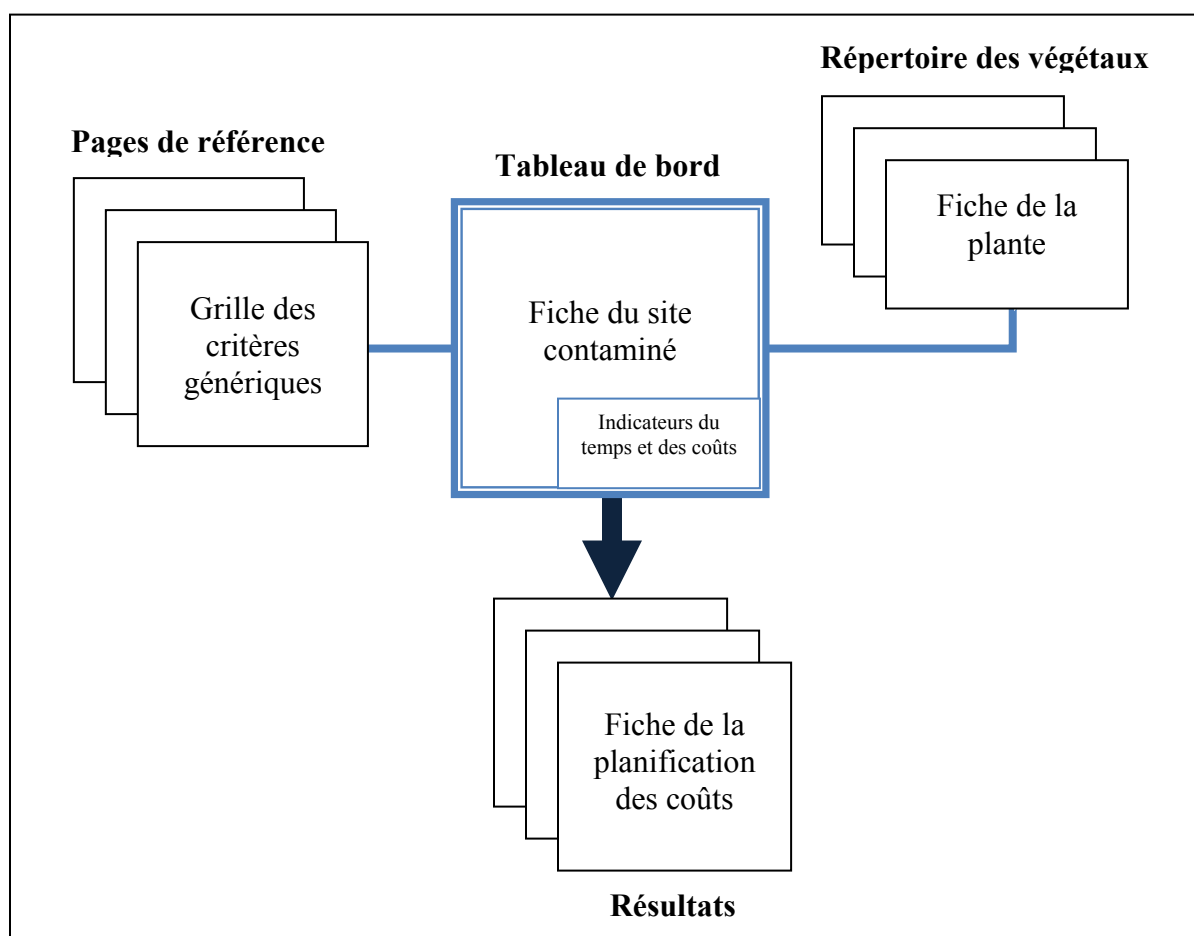 Répertoire des végétaux
Pages de référence
Tableau de bord
Fiche de la
plante
Grille des
critères
génériques
Fiche du site
contaminé
Indicateurs du
temps et des coûts
Fiche de la
planification
des coûts
Résultats